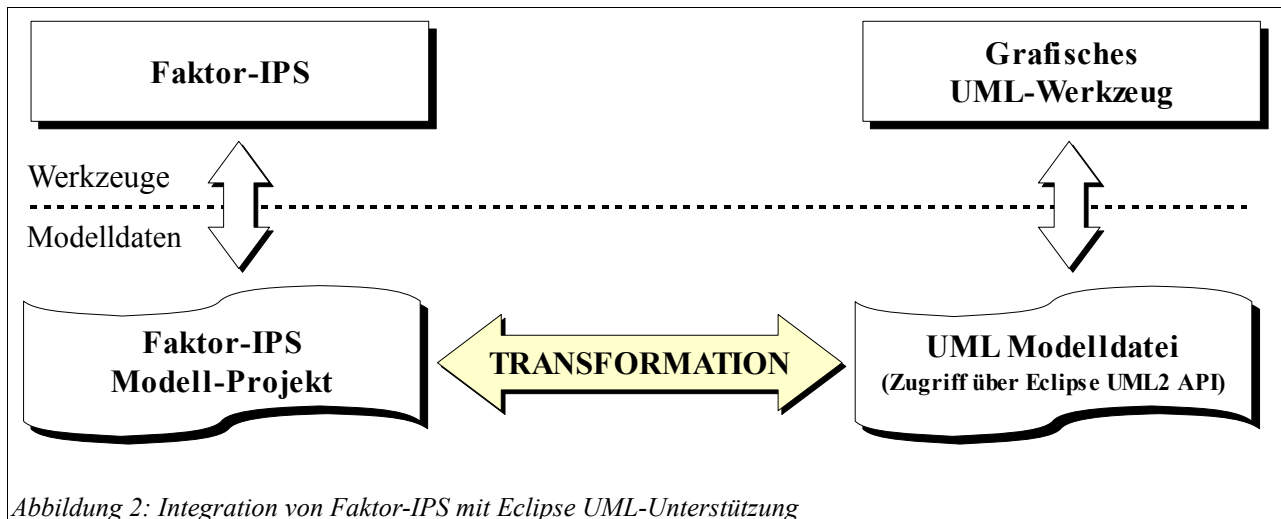 Faktor-IPS
Grafisches
UML-Werkzeug
Werkzeuge
Modelldaten
Faktor-IPS
Modell-Projekt
TRANSFORMATION
UML Modelldatei
(Zugriff über Eclipse UML2 API)
Abbildung 2: Integration von Faktor-IPS mit Eclipse UML-Unterstützung